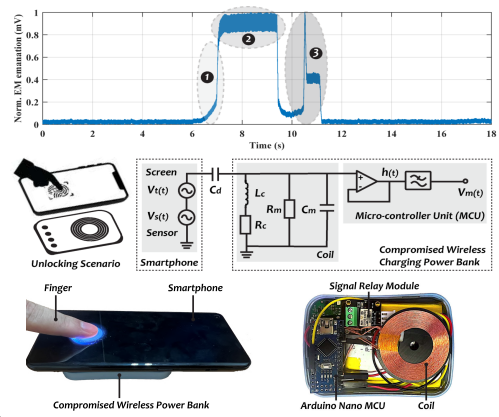 Norm. EM emanation (mV)
1
0.8
0.6
0.4
0.2
0
1
2
3
0 2 4 6 8 10 12 14 16 18
Time (s)
Screen
Vt(t)
Vs(t)
Sensor
Smartphone
Cd
Lc
Rc
Rm
Cm
Coil
h(t)
Vm(t)
Micro-controller Unit (MCU)
Compromised Wireless
Charging Power Bank
Unlocking Scenario
Finger
Smartphone
Compromised Wireless Power Bank
Signal Relay Module
Arduino Nano MCU
Coil